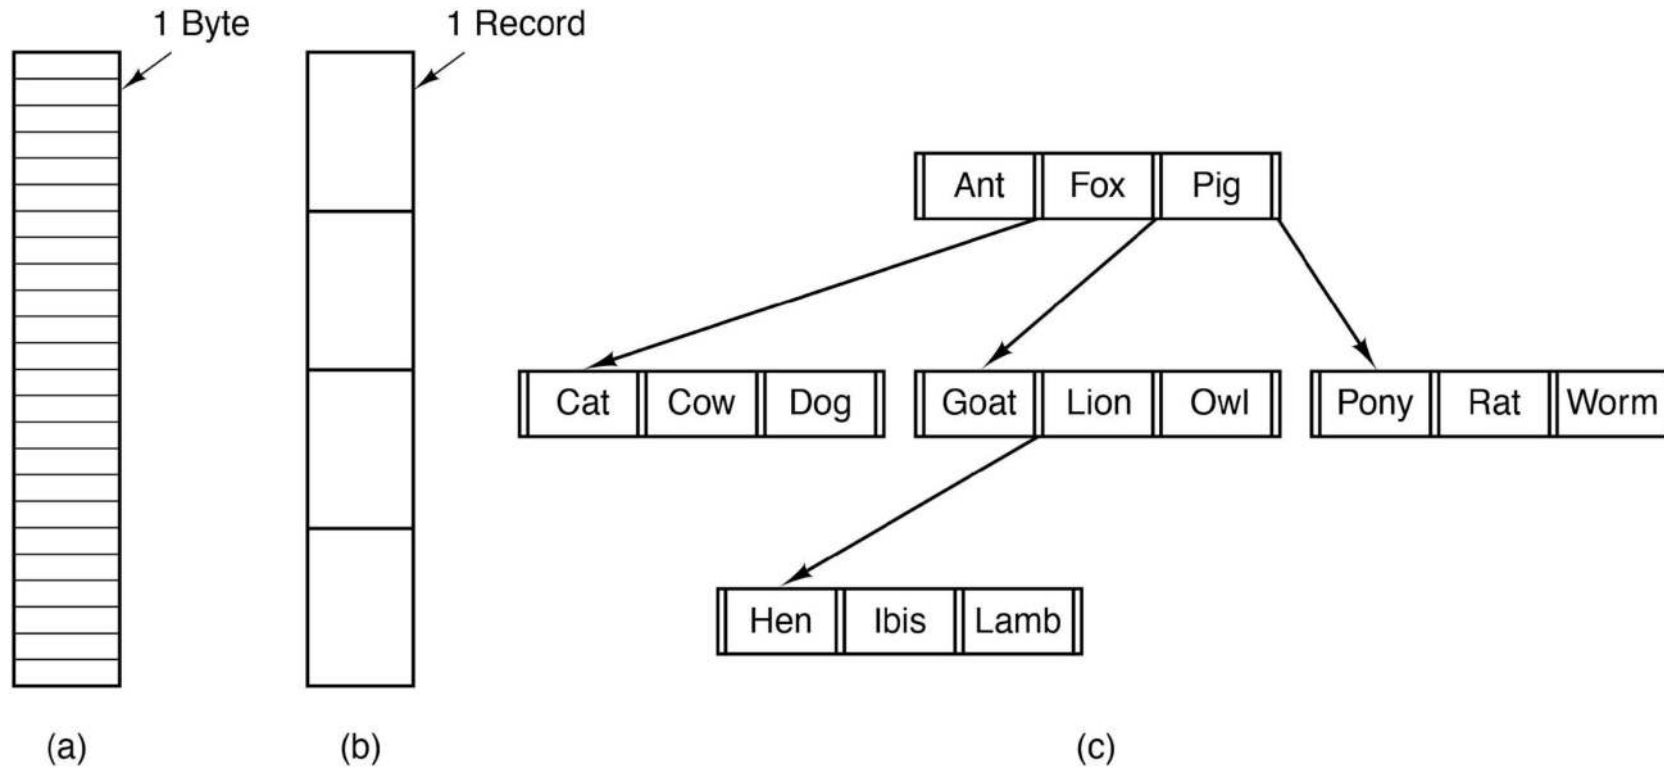 1 Byte
1 Record
Ant Fox Pig
Cat Cow Dog
Goat Lion Owl
Pony Rat Worm
Hen Ibis Lamb
(a)
(b)
(c)